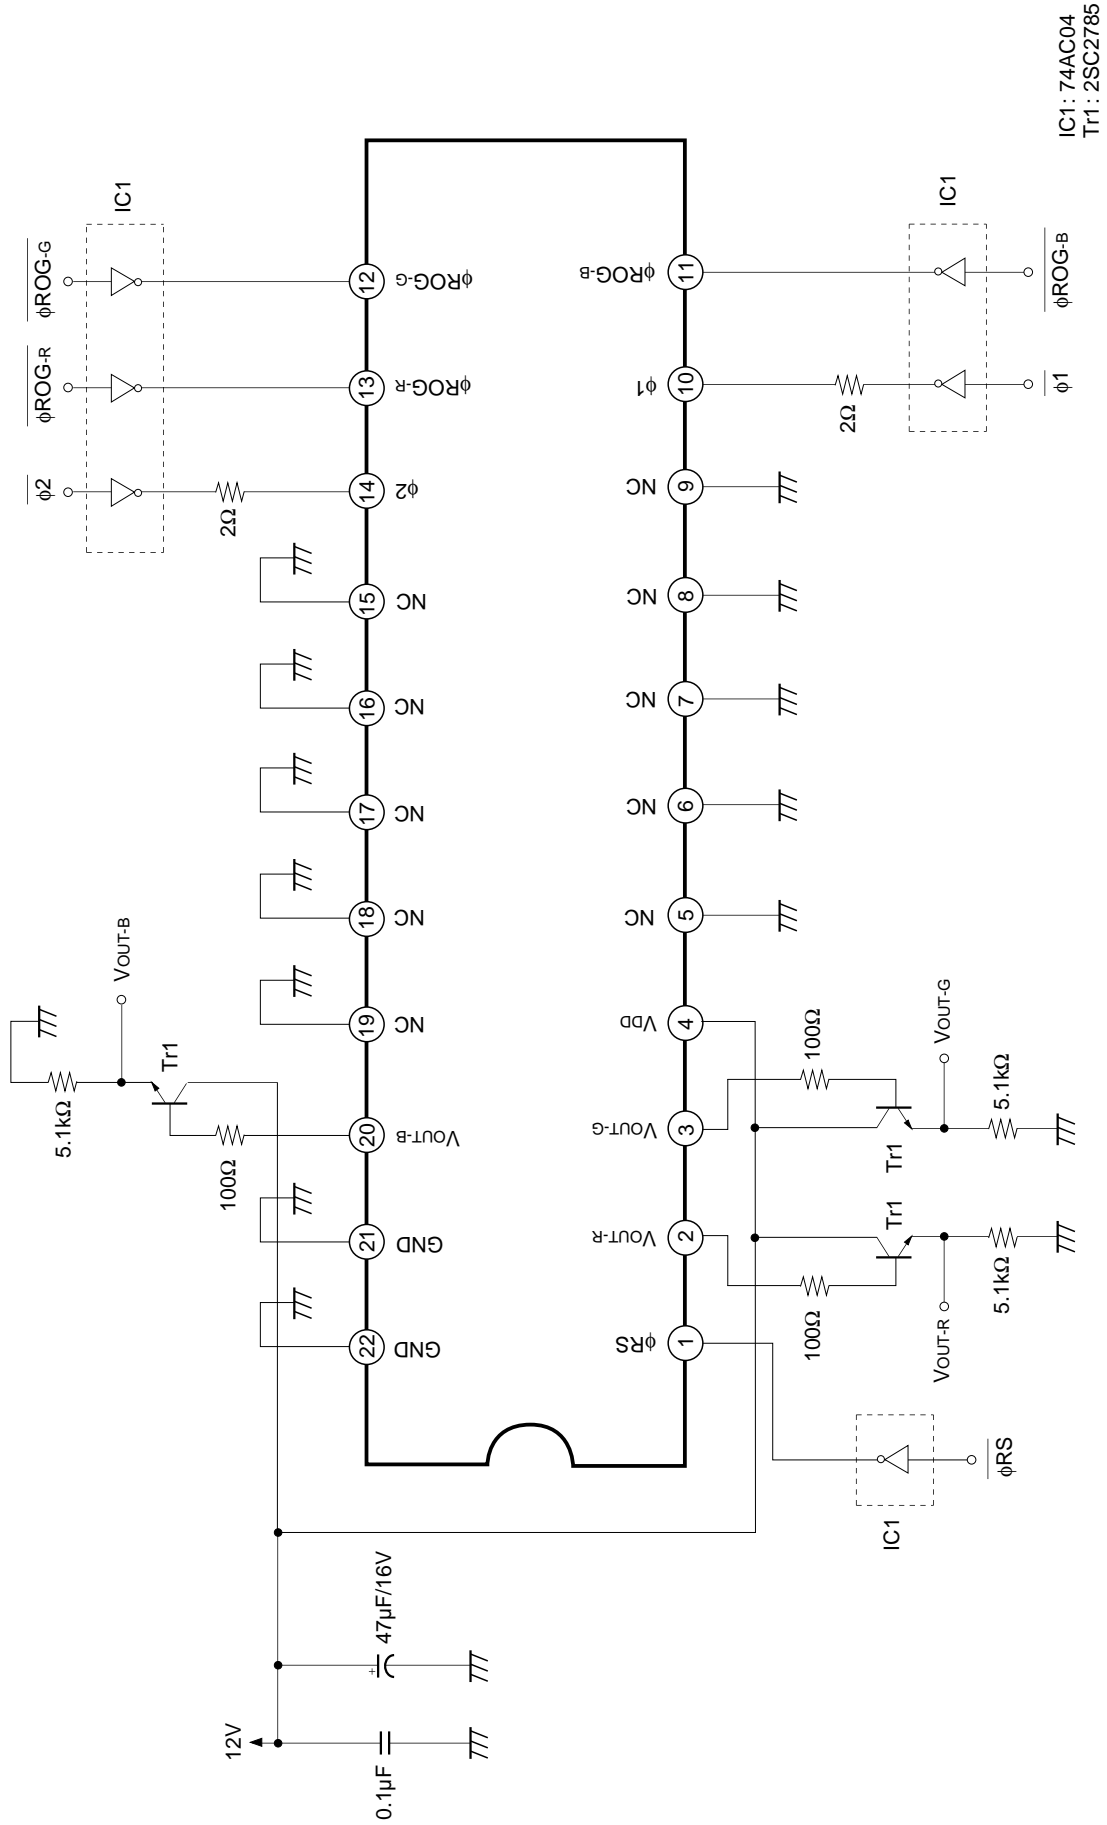 IC1: 74AC04
Tr1: 2SC2785
φROG-G
φROG-R
φ2
IC1
2Ω
12
13
14
15
16
17
18
19
20
21
22
φROG-G
φROG-R
φ2
NC
NC
NC
NC
NC
VOUT-B
GND
GND
5.1kΩ
Tr1
VOUT-B
100Ω
φROG-B
φ1
NC
NC
NC
NC
NC
VDD
VOUT-G
VOUT-R
φRS
11
10
9
8
7
6
5
4
3
2
1
IC1
2Ω
φROG-B
φ1
100Ω
Tr1
VOUT-G
5.1kΩ
100Ω
Tr1
VOUT-R
5.1kΩ
IC1
φRS
12V
0.1µF
+
47µF/16V